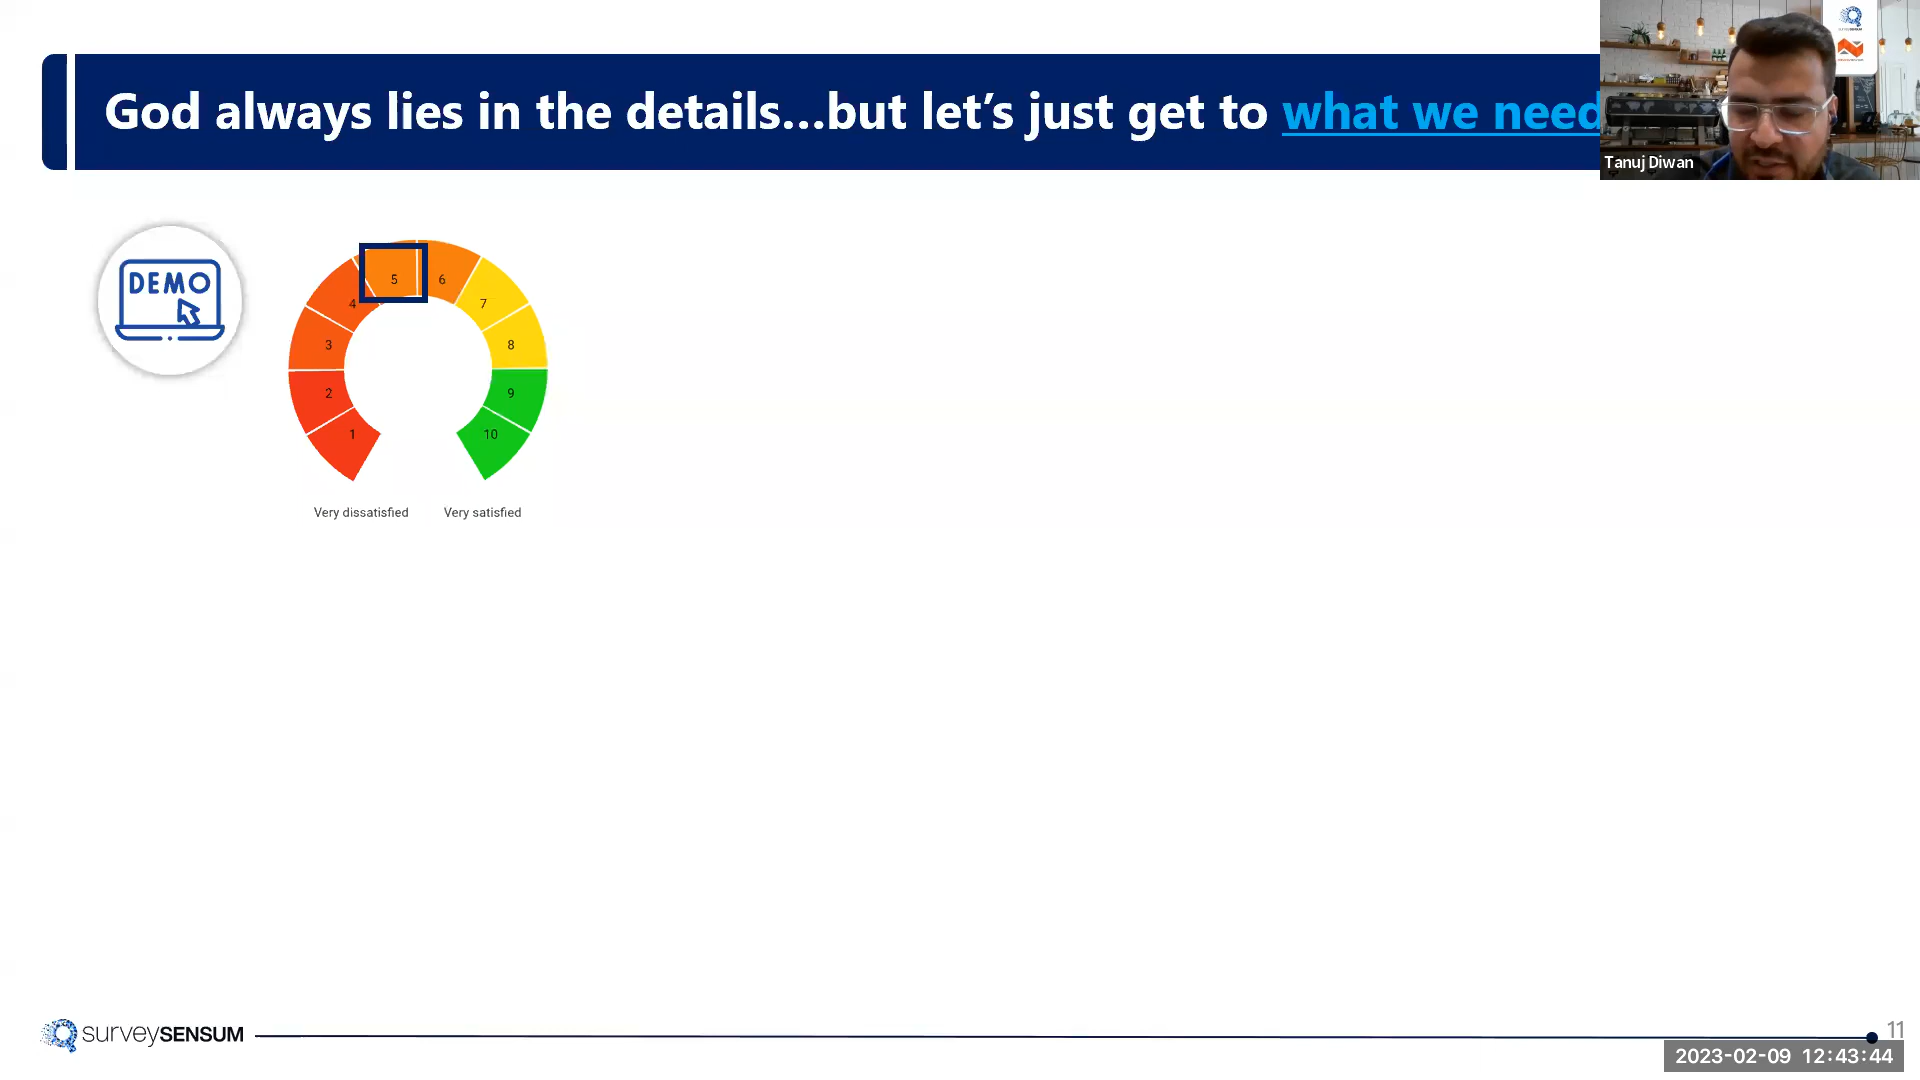 God always lies in the details...but let's just get to what we need
Tanuj Diwan
DEMO
5
6
4
7
3
8
2
9
1
10
Very dissatisfied
Very satisfied
surveySENSUM
11
2023-02-09 12:43:44